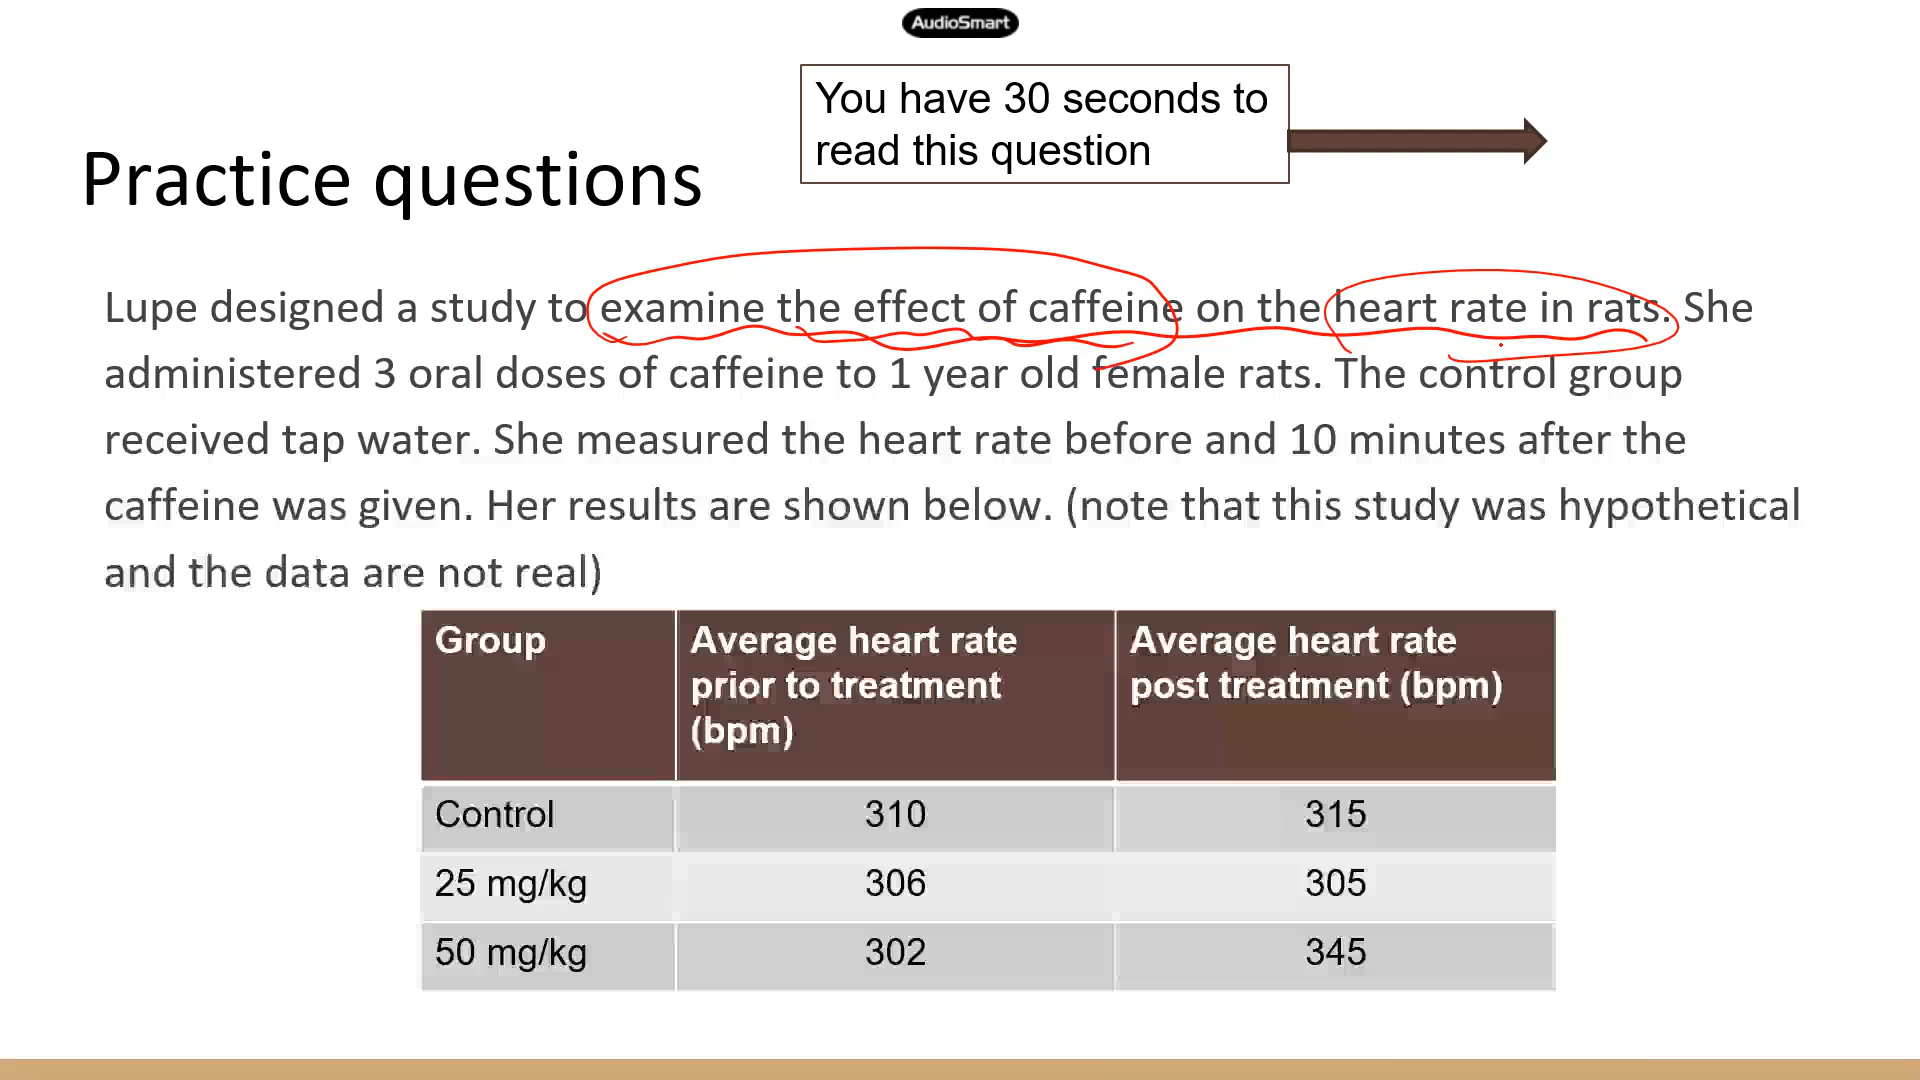 AudioSmart
You have 30 seconds to
read this question
Practice questions
Lupe designed a study to examine the effect of caffeine on the heart rate in rats. She
administered 3 oral doses of caffeine to 1 year old female rats. The control group
received tap water. She measured the heart rate before and 10 minutes after the
caffeine was given. Her results are shown below. (note that this study was hypothetical
and the data are not real)
Group
Average heart rate
prior to treatment
(bpm)
Average heart rate
post treatment (bpm)
Control 310 315
25 mg/kg 306 305
50 mg/kg 302 345